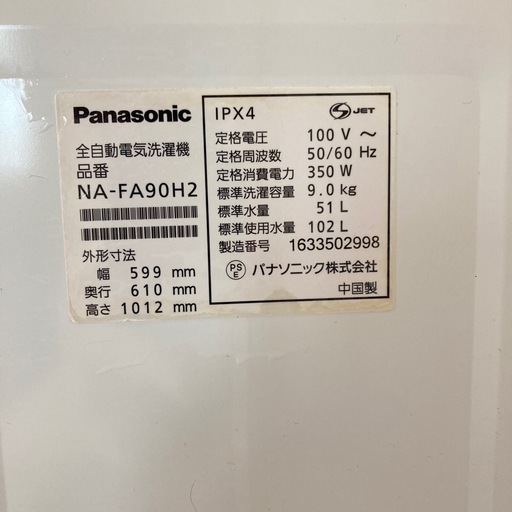 Panasonic
全自動電気洗濯機
品番
NA-FA90H2
外形寸法
幅 599 mm
奥行 610 mm
高さ 1012 mm
IPX4
S JET
定格電圧 100 V ～
定格周波数 50/60 Hz
定格消費電力 350 W
標準洗濯容量 9.0 kg
標準水量 51 L
標準使用水量 102 L
製造番号 1633502998
PSE パナソニック株式会社
中国製